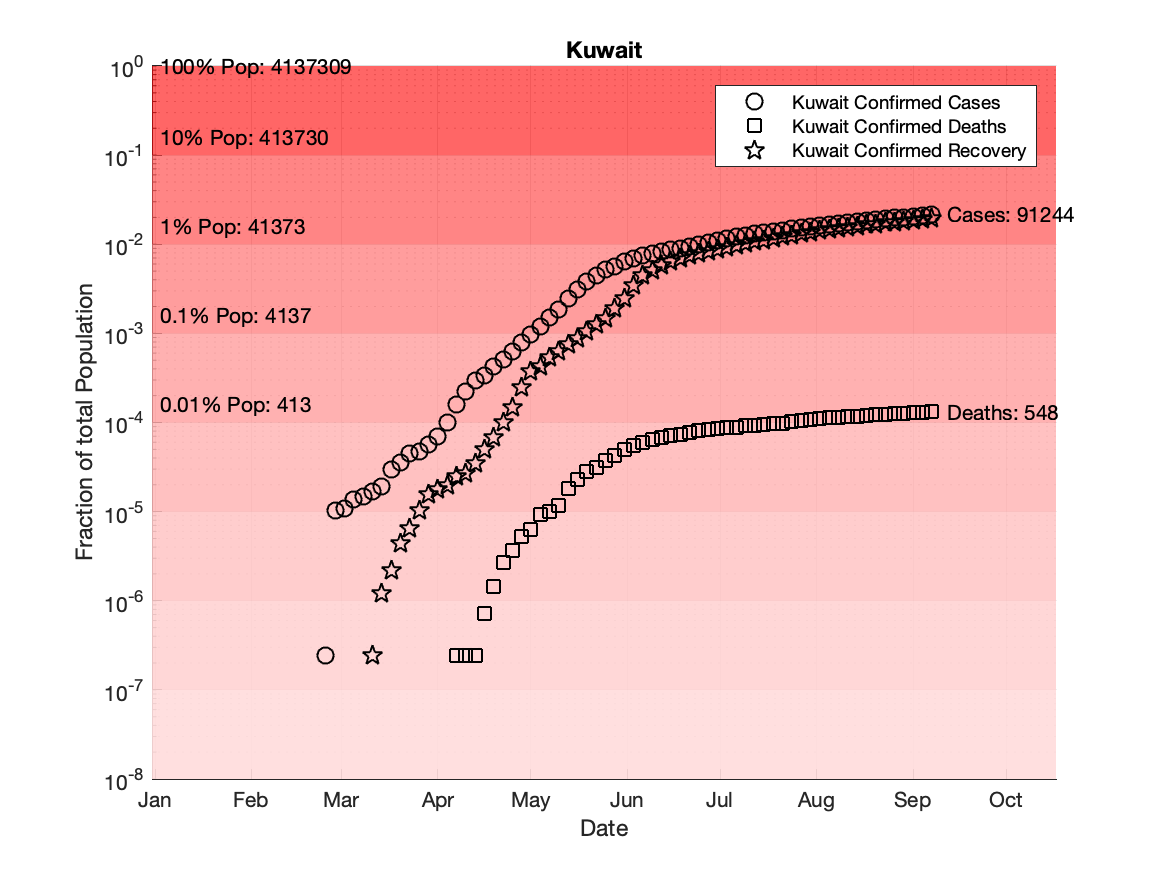 Kuwait
10^0
10^-1
10^-2
10^-3
10^-4
10^-5
10^-6
10^-7
10^-8
Fraction of total Population
100% Pop: 4137309
10% Pop: 413730
1% Pop: 41373
0.1% Pop: 4137
0.01% Pop: 413
Kuwait Confirmed Cases
Kuwait Confirmed Deaths
Kuwait Confirmed Recovery
Cases: 91244
Deaths: 548
Jan Feb Mar Apr May Jun Jul Aug Sep Oct
Date